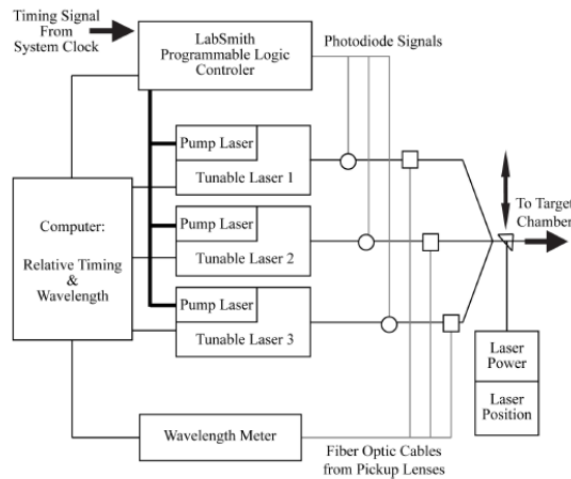 Timing Signal
From
System Clock
LabSmith
Programmable Logic
Controler
Photodiode Signals
Pump Laser
Tunable Laser 1
To Target
Chamber
Computer:
Relative Timing
&
Wavelength
Pump Laser
Tunable Laser 2
Pump Laser
Tunable Laser 3
Laser
Power
Laser
Position
Wavelength Meter
Fiber Optic Cables
from Pickup Lenses